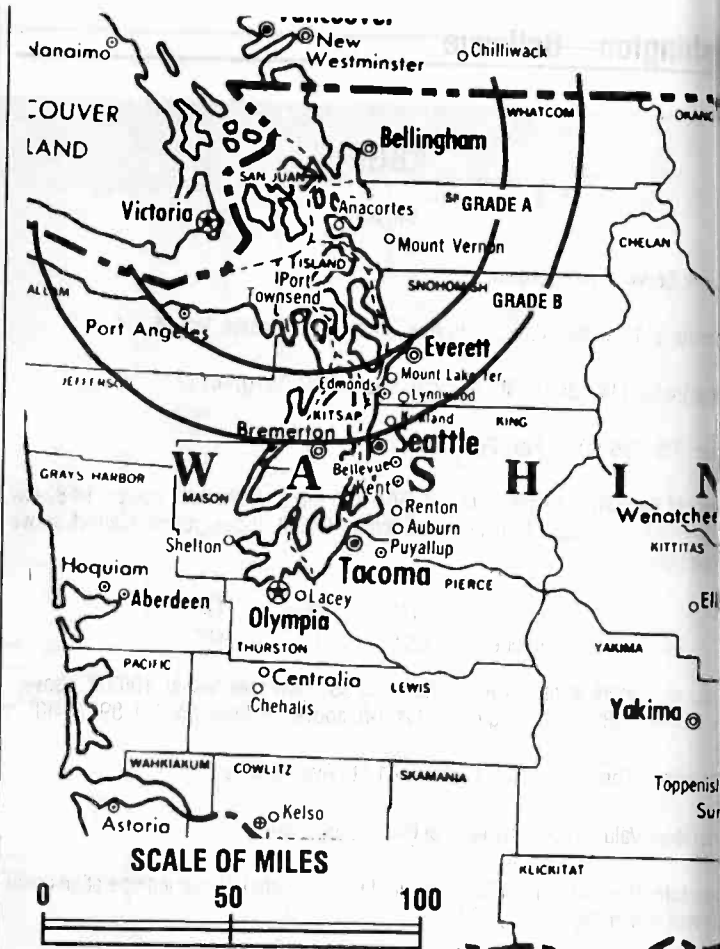 Nanaimo
New
Westminster
Chilliwack
COUVER
LAND
WHATCOM
Bellingham
SAN JUAN
Victoria
Anacortes
GRADE A
Mount Vernon
CHELAN
ISLAND
Port
Townsend
SNOHOMISH
GRADE B
Port Angeles
Everett
JEFFERSON
Edmonds
Lynnwood
KITSAP
Kirkland
KING
Bremerton
Seattle
W A S H I N
Bellevue
GRAYS HARBOR
MASON
Kent
Renton
Wenatchee
Auburn
Shelton
Puyallup
KITTITAS
Hoquiam
Tacoma
PIERCE
Aberdeen
Lacey
Ell
Olympia
THURSTON
YAKIMA
PACIFIC
Centralia
LEWIS
Chehalis
Yakima
WAHKIAKUM
COWLITZ
SKAMANIA
Toppenish
Kelso
Sun
Astoria
SCALE OF MILES
KLICKITAT
0 50 100